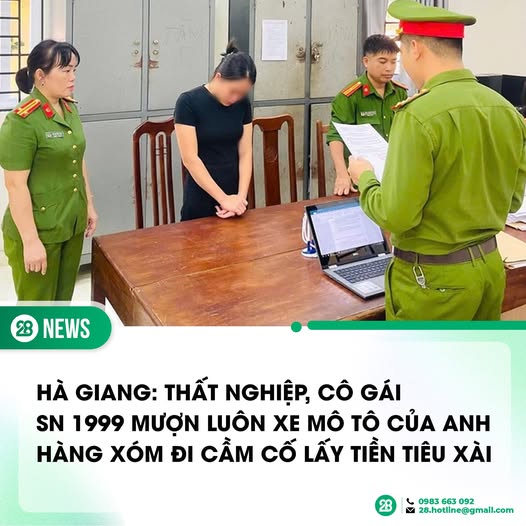 28 NEWS
HÀ GIANG: THẤT NGHIỆP, CÔ GÁI
SN 1999 MƯỢN LUÔN XE MÔ TÔ CỦA ANH
HÀNG XÓM ĐI CẦM CỐ LẤY TIỀN TIÊU XÀI
28
0983 663 092
28.hotline@gmail.com